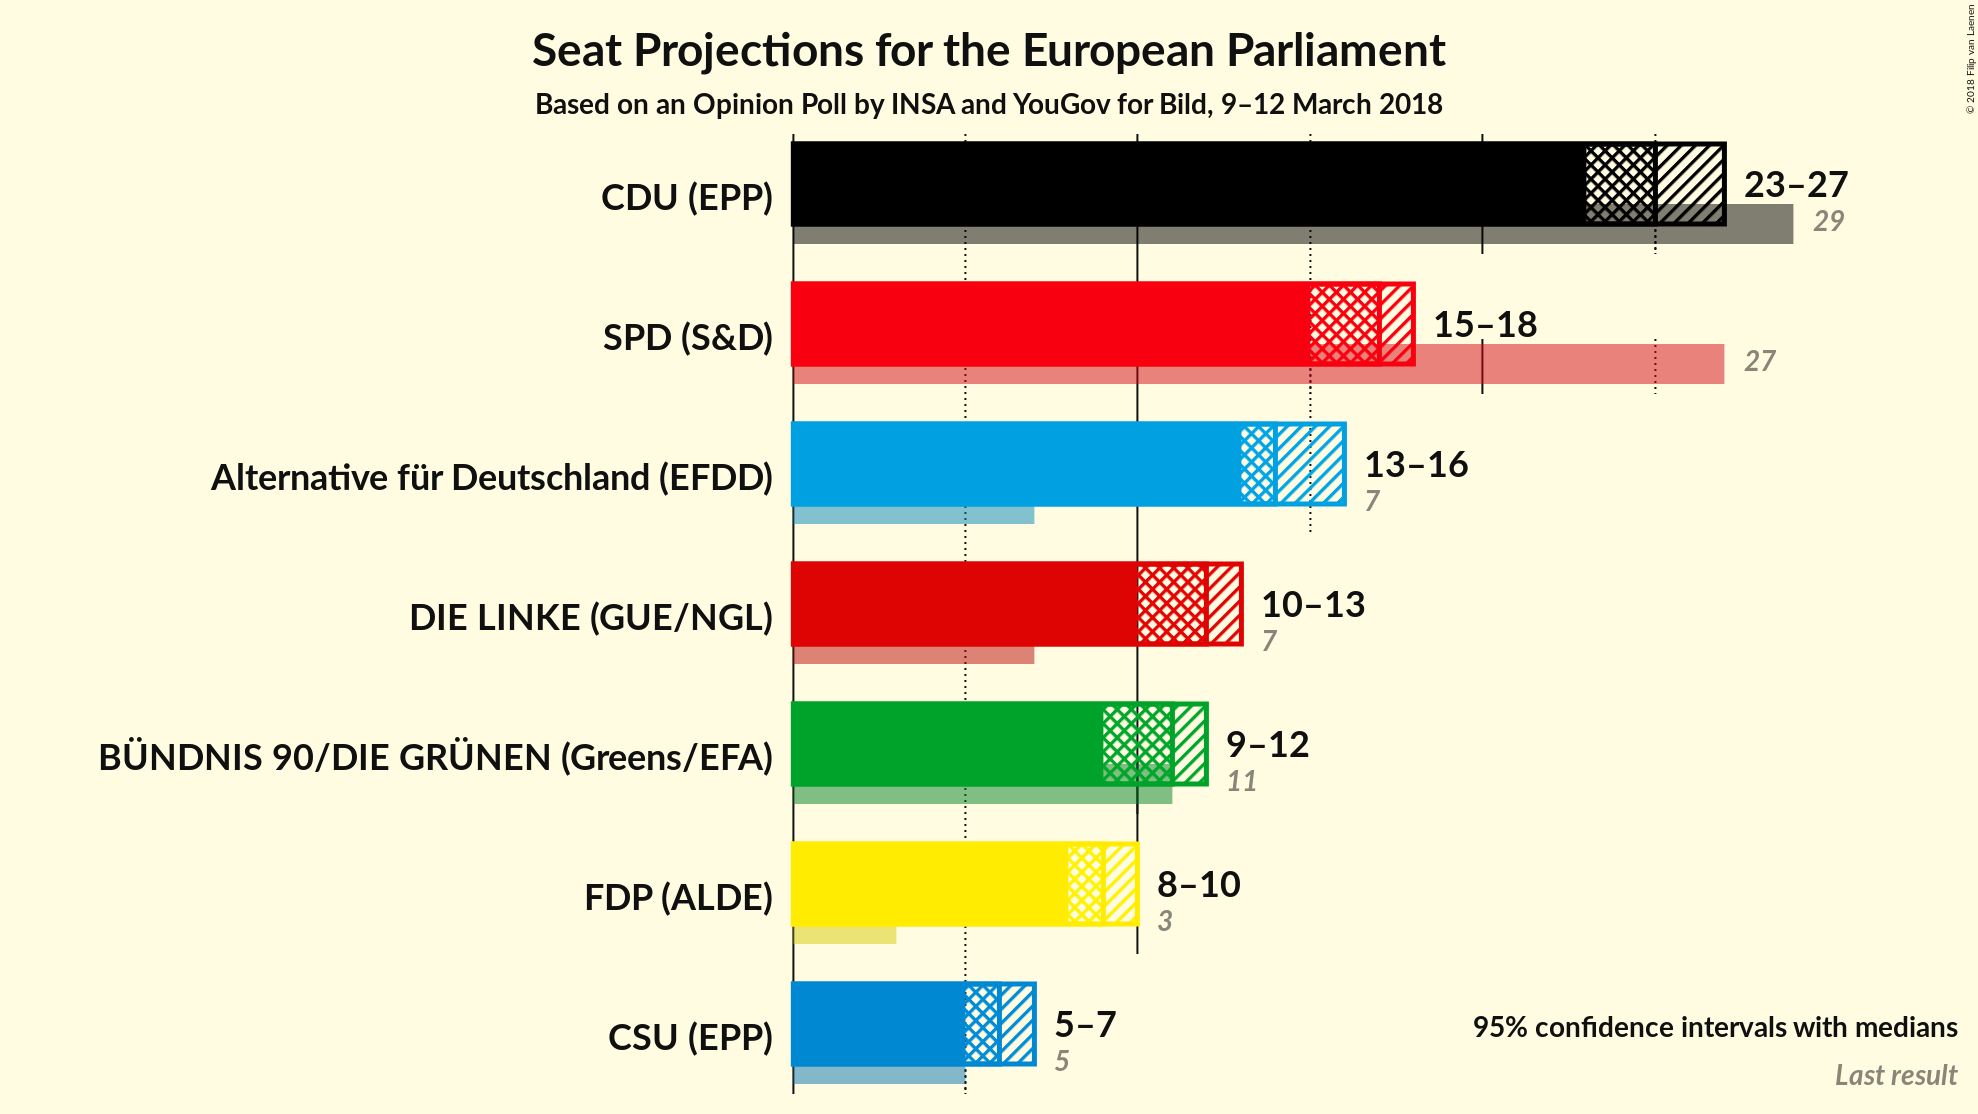 Seat Projections for the European Parliament
Based on an Opinion Poll by INSA and YouGov for Bild, 9–12 March 2018
© 2018 Filip van Laenen
CDU (EPP)
23–27
29
SPD (S&D)
15–18
27
Alternative für Deutschland (EFDD)
13–16
7
DIE LINKE (GUE/NGL)
10–13
7
BÜNDNIS 90/DIE GRÜNEN (Greens/EFA)
9–12
11
FDP (ALDE)
8–10
3
CSU (EPP)
5–7
5
95% confidence intervals with medians
Last result